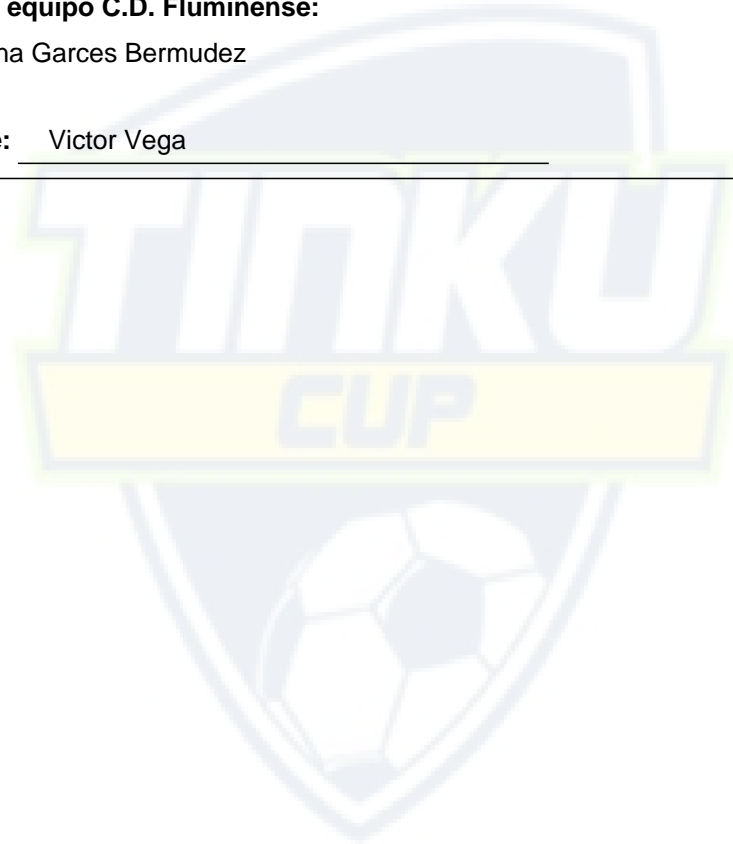 equipo C.D. Fluminense:
na Garces Bermudez
: Victor Vega
TINKU
CUP